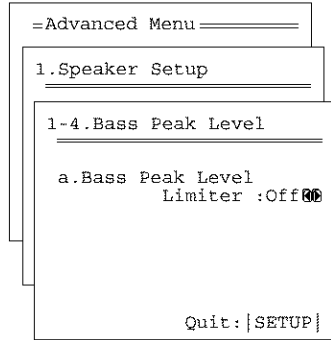 =Advanced Menu
1.Speaker Setup
1-4.Bass Peak Level
a.Bass Peak Level
Limiter :Off
Quit:|SETUP|